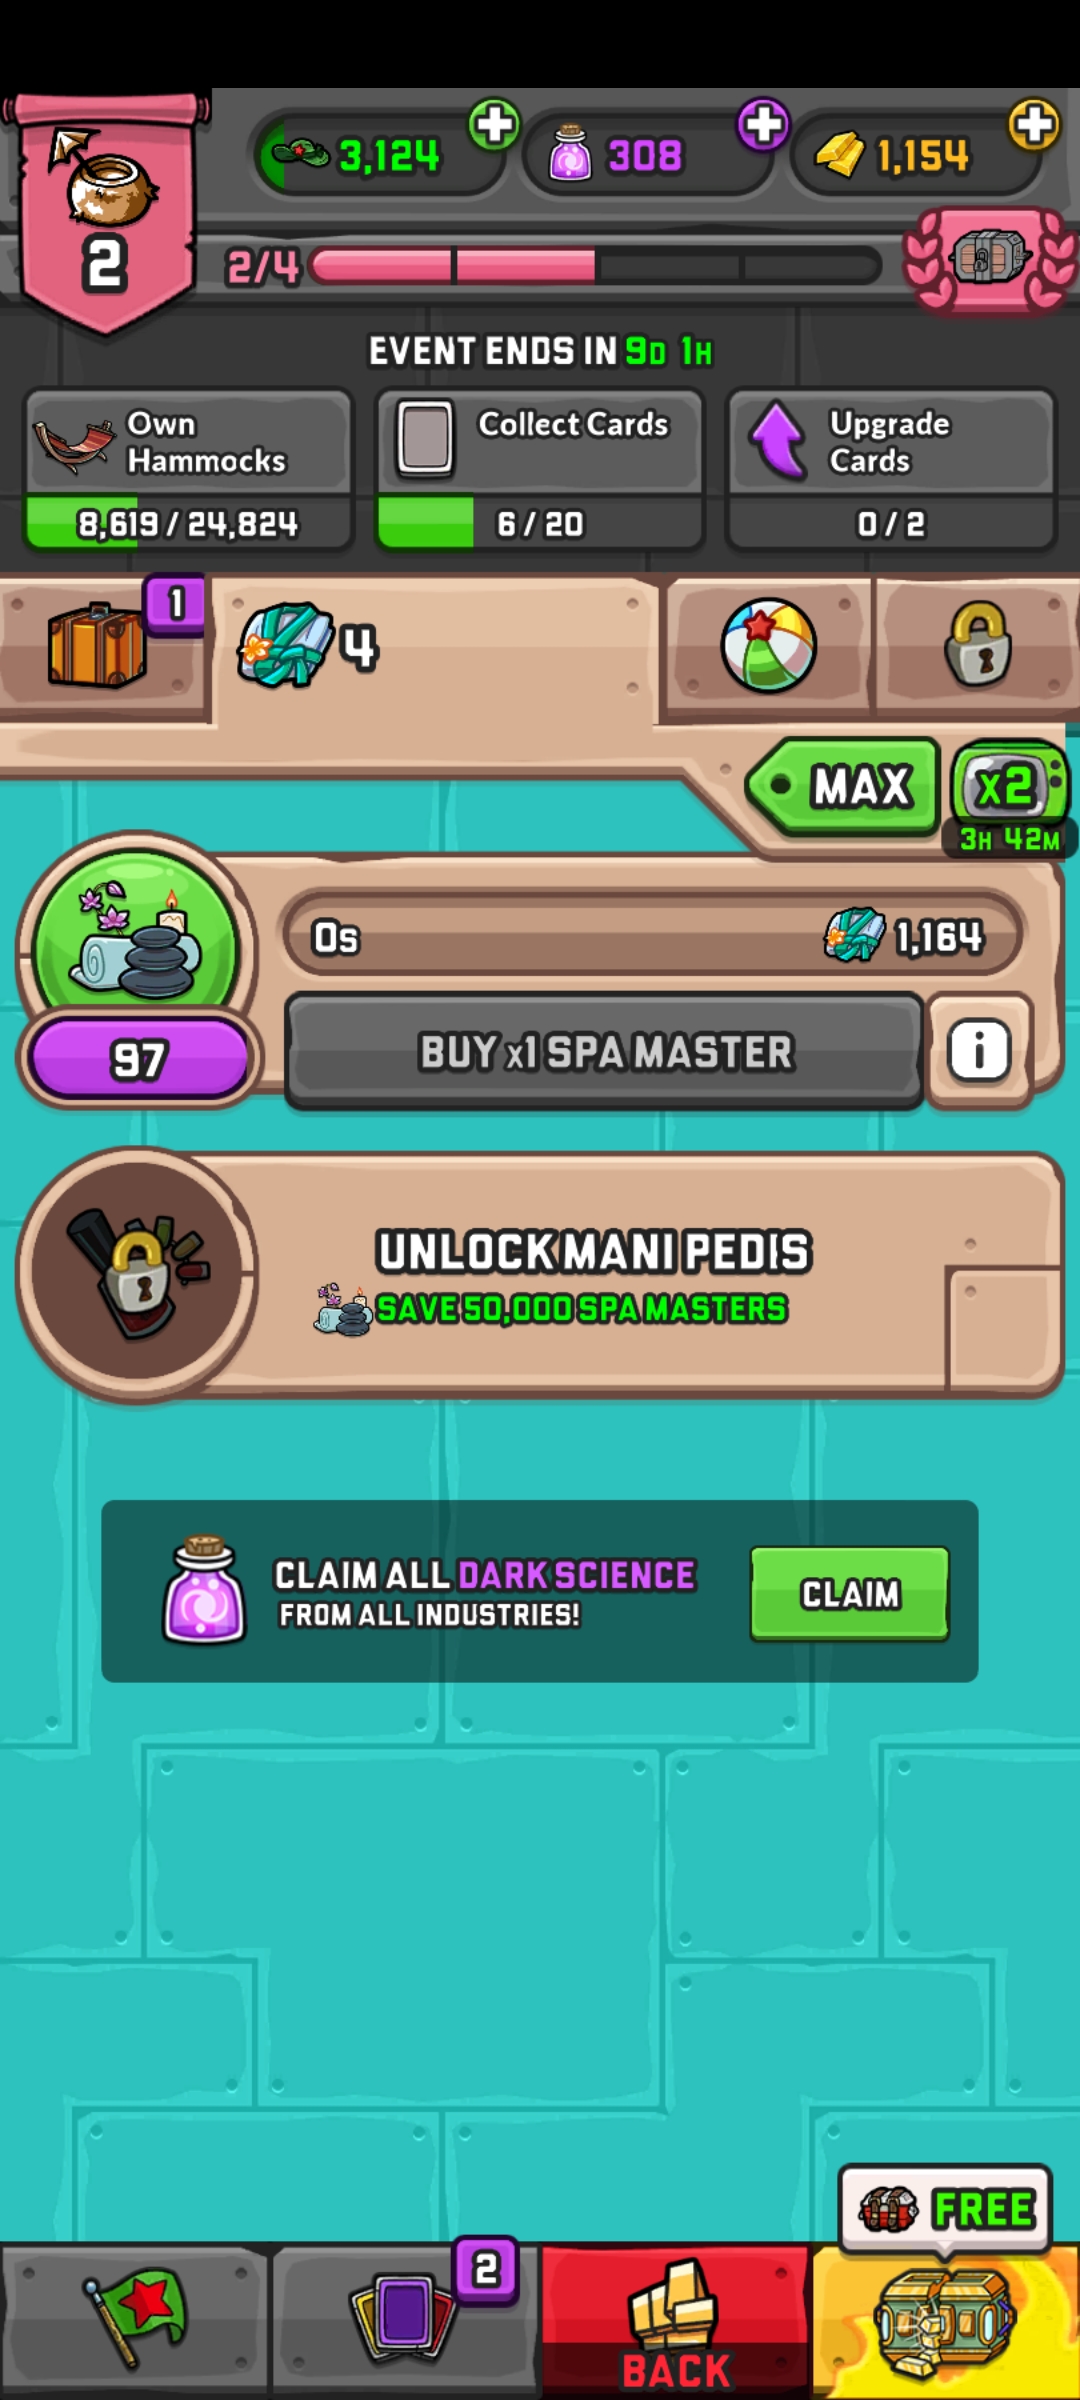 3,124
308
1,154
2
2/4
EVENT ENDS IN 9D 1H
Own
Hammocks
8,619 / 24,824
Collect Cards
6 / 20
Upgrade
Cards
0 / 2
1
4
MAX
x2
3H 42M
0s
1,164
97
BUY x1 SPA MASTER
i
UNLOCK MANI PEDIS
SAVE 50,000 SPA MASTERS
CLAIM ALL DARK SCIENCE
FROM ALL INDUSTRIES!
CLAIM
FREE
2
BACK